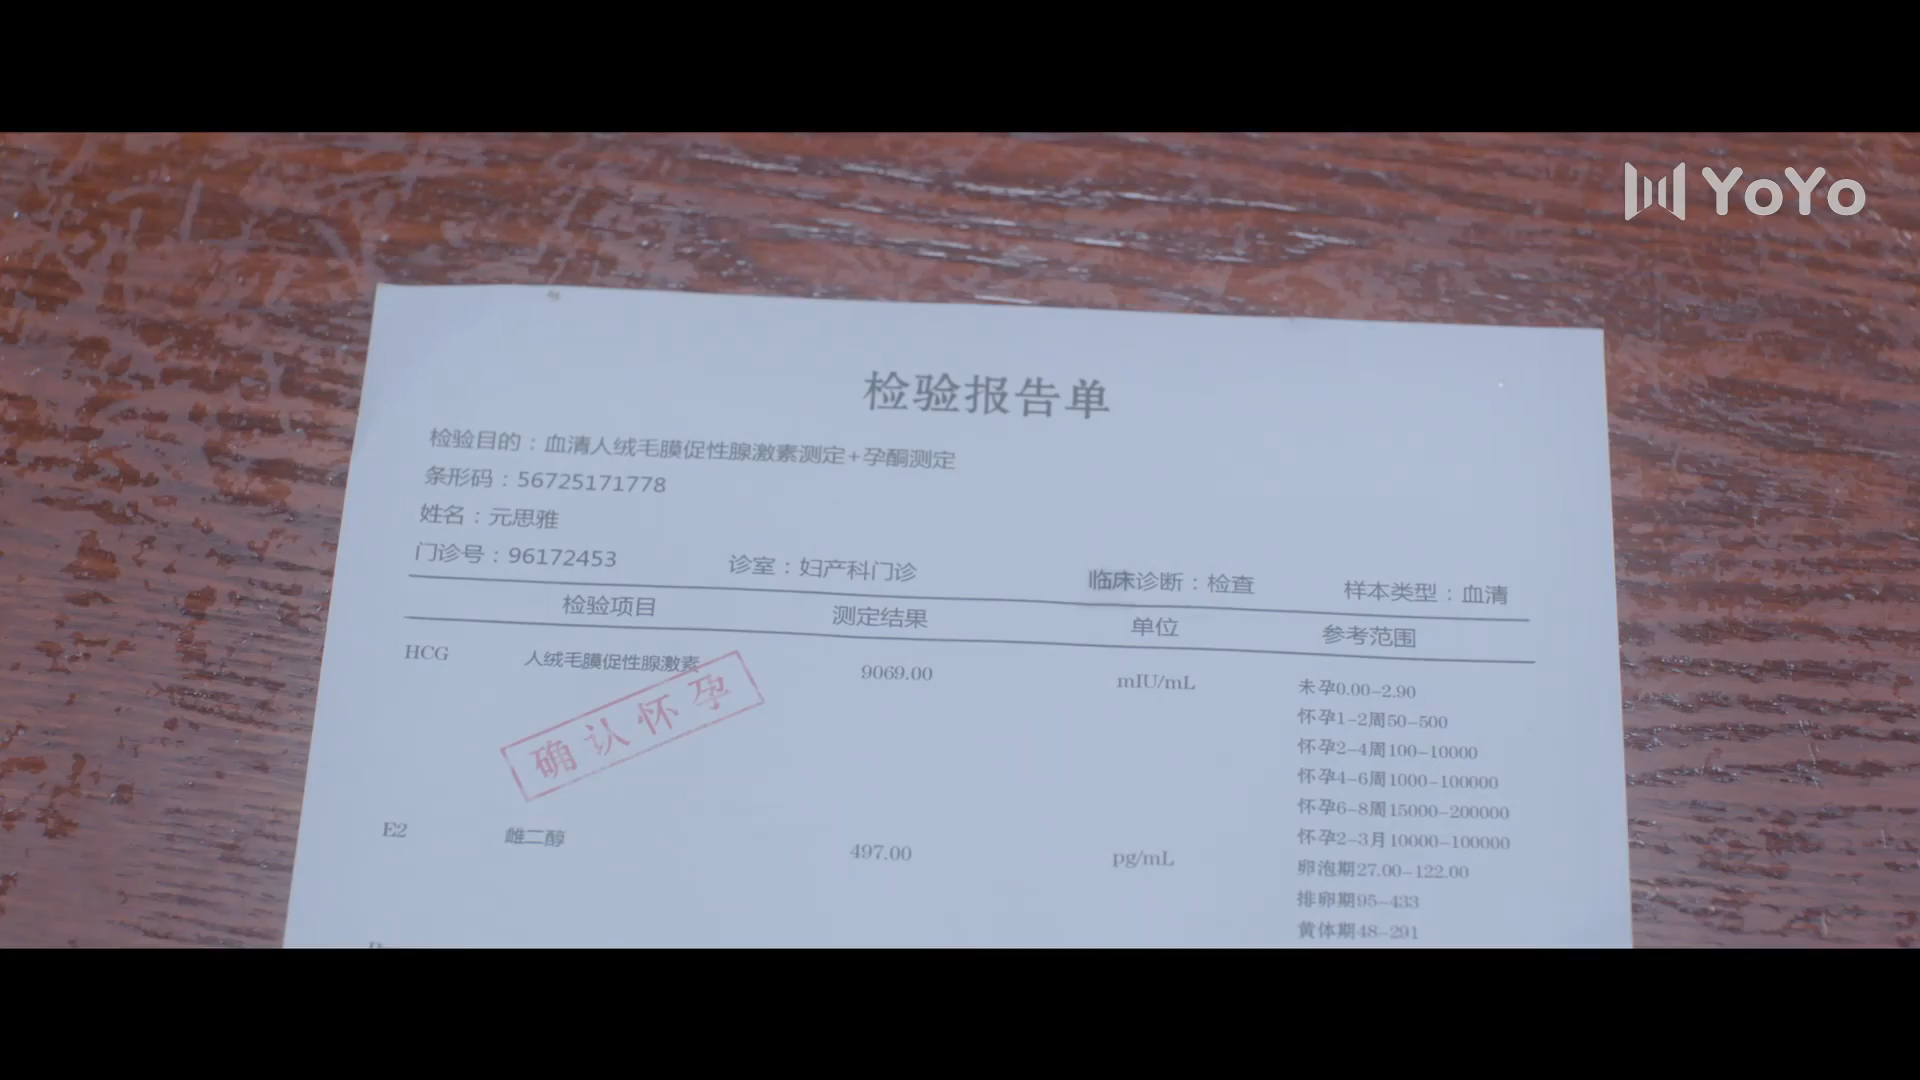 YoYo
检验报告单
检验目的：血清人绒毛膜促性腺激素测定+孕酮测定
条形码：56725171778
姓名：元思雅
门诊号：96172453 诊室：妇产科门诊 临床诊断：检查 样本类型：血清
检验项目 测定结果 单位 参考范围
HCG 人绒毛膜促性腺激素 9069.00 mIU/mL 未孕0.00-2.90
怀孕1-2周50-500
怀孕2-4周100-10000
怀孕4-6周1000-100000
怀孕6-8周15000-200000
怀孕2-3月10000-100000
确认怀孕
E2 雌二醇 497.00 pg/mL 卵泡期27.00-122.00
排卵期95-433
黄体期48-291